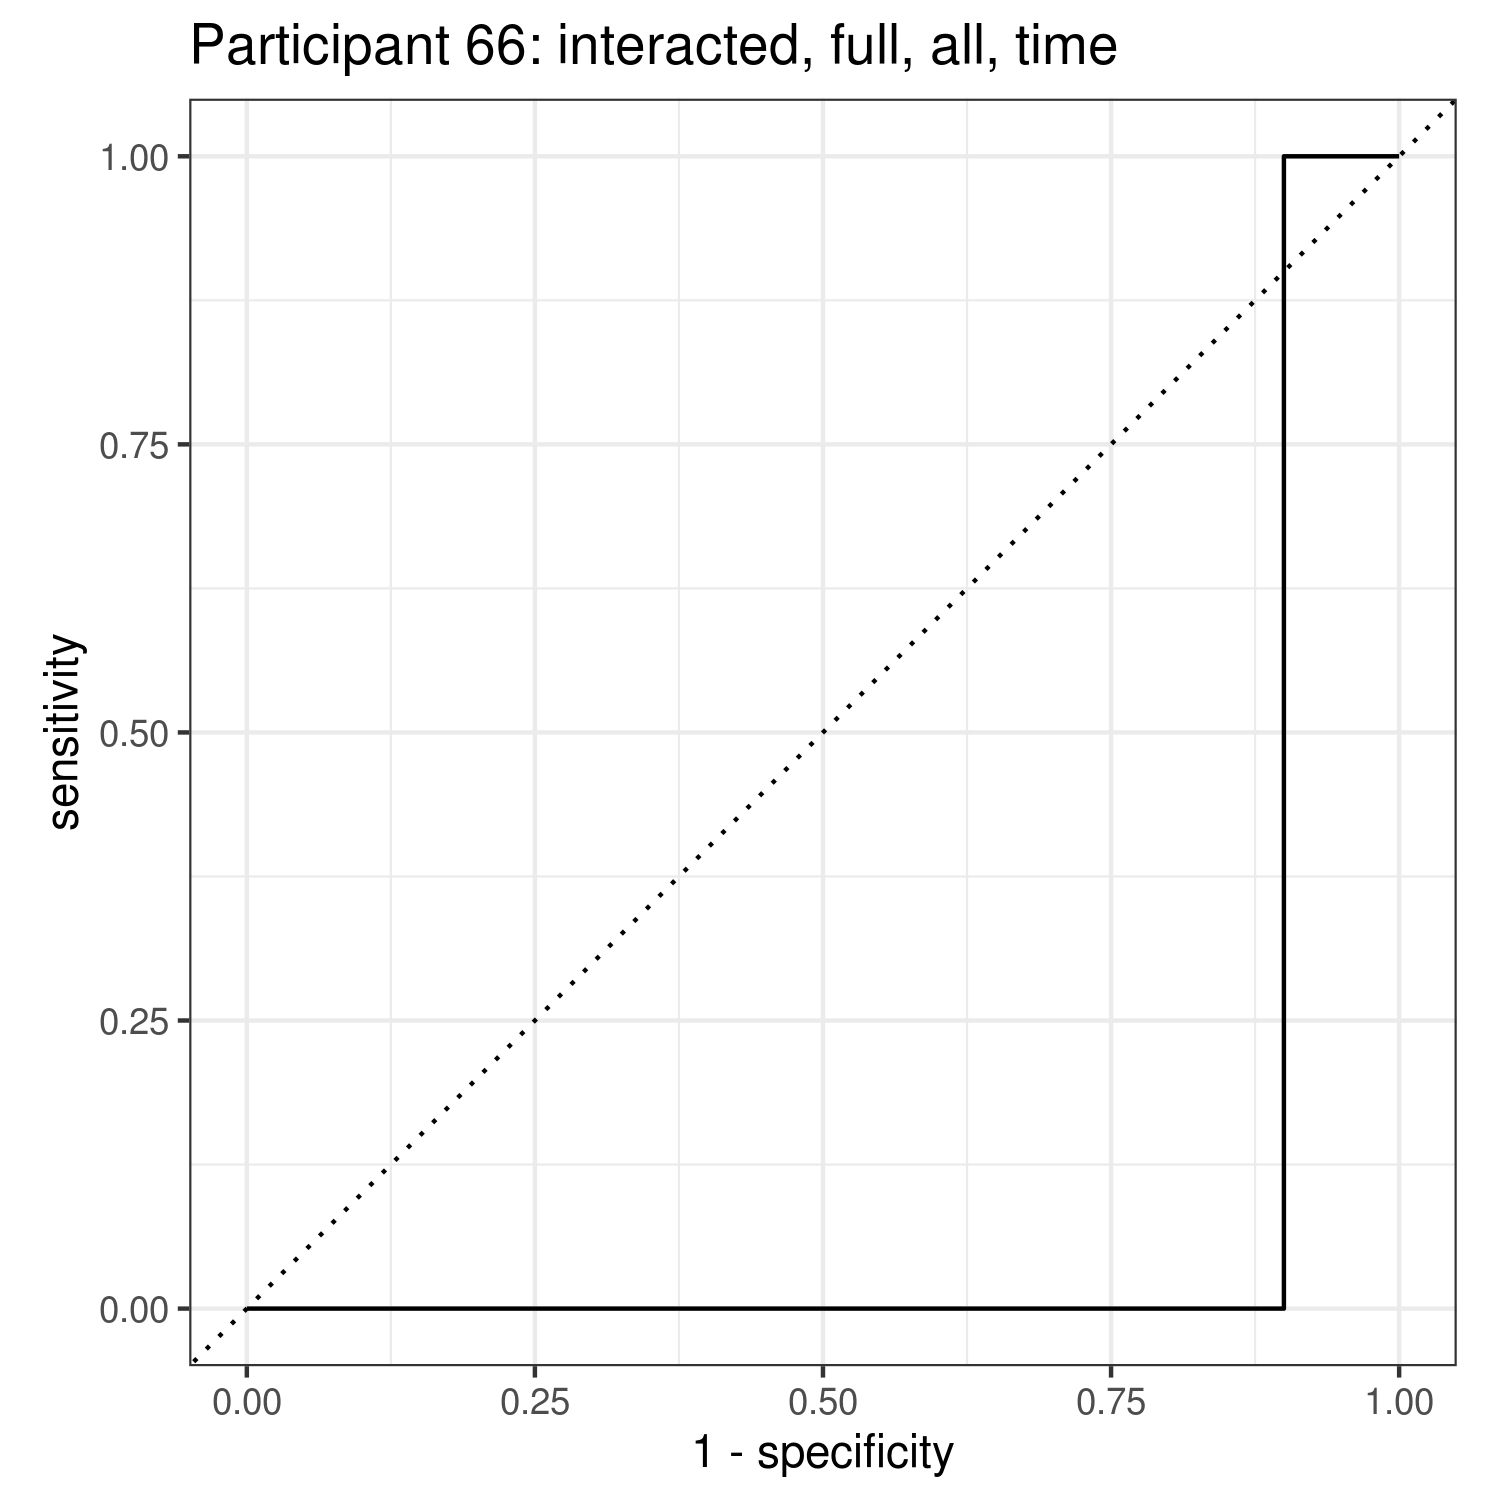 Participant 66: interacted, full, all, time
1.00
0.75
0.50
0.25
0.00
sensitivity
0.00 0.25 0.50 0.75 1.00
1 - specificity